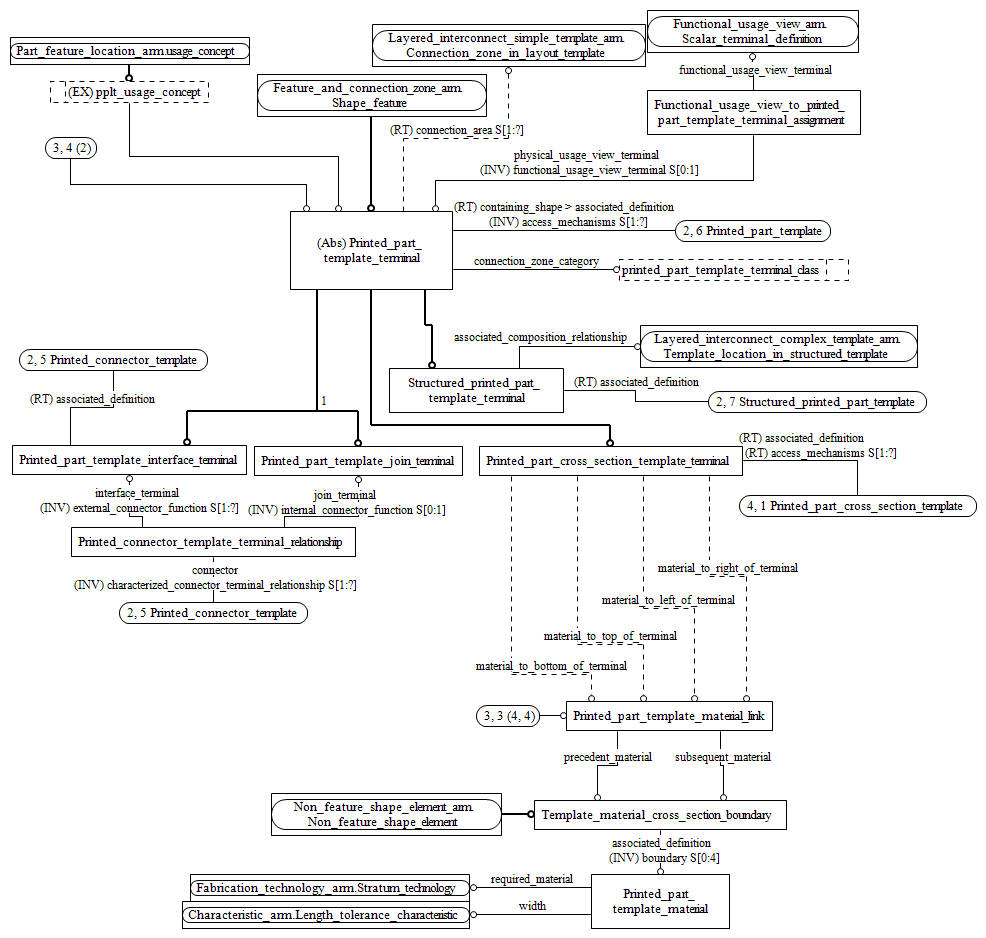 Part_feature_location_arm.usage_concept
(EX) pplt_usage_concept
Layered_interconnect_simple_template_arm.
Connection_zone_in_layout_template
Functional_usage_view_arm.
Scalar_terminal_definition
functional_usage_view_terminal
Feature_and_connection_zone_arm.
Shape_feature
Functional_usage_view_to_printed_
part_template_terminal_assignment
(RT) connection_area S[1:?]
3, 4 (2)
physical_usage_view_terminal
(INV) functional_usage_view_terminal S[0:1]
(RT) containing_shape > associated_definition
(INV) access_mechanisms S[1:?]
2, 6 Printed_part_template
(Abs) Printed_part_
template_terminal
connection_zone_category
printed_part_template_terminal_class
associated_composition_relationship
Layered_interconnect_complex_template_arm.
Template_location_in_structured_template
2, 5 Printed_connector_template
Structured_printed_part_
template_terminal
(RT) associated_definition
2, 7 Structured_printed_part_template
(RT) associated_definition
1
Printed_part_template_interface_terminal
Printed_part_template_join_terminal
Printed_part_cross_section_template_terminal
(RT) associated_definition
(RT) access_mechanisms S[1:?]
interface_terminal
(INV) external_connector_function S[1:?]
join_terminal
(INV) internal_connector_function S[0:1]
4, 1 Printed_part_cross_section_template
Printed_connector_template_terminal_relationship
connector
(INV) characterized_connector_terminal_relationship S[1:?]
2, 5 Printed_connector_template
material_to_right_of_terminal
material_to_left_of_terminal
material_to_top_of_terminal
material_to_bottom_of_terminal
3, 3 (4, 4)
Printed_part_template_material_link
precedent_material
subsequent_material
Non_feature_shape_element_arm.
Non_feature_shape_element
Template_material_cross_section_boundary
associated_definition
(INV) boundary S[0:4]
Fabrication_technology_arm.Stratum_technology
required_material
Printed_part_
template_material
Characteristic_arm.Length_tolerance_characteristic
width